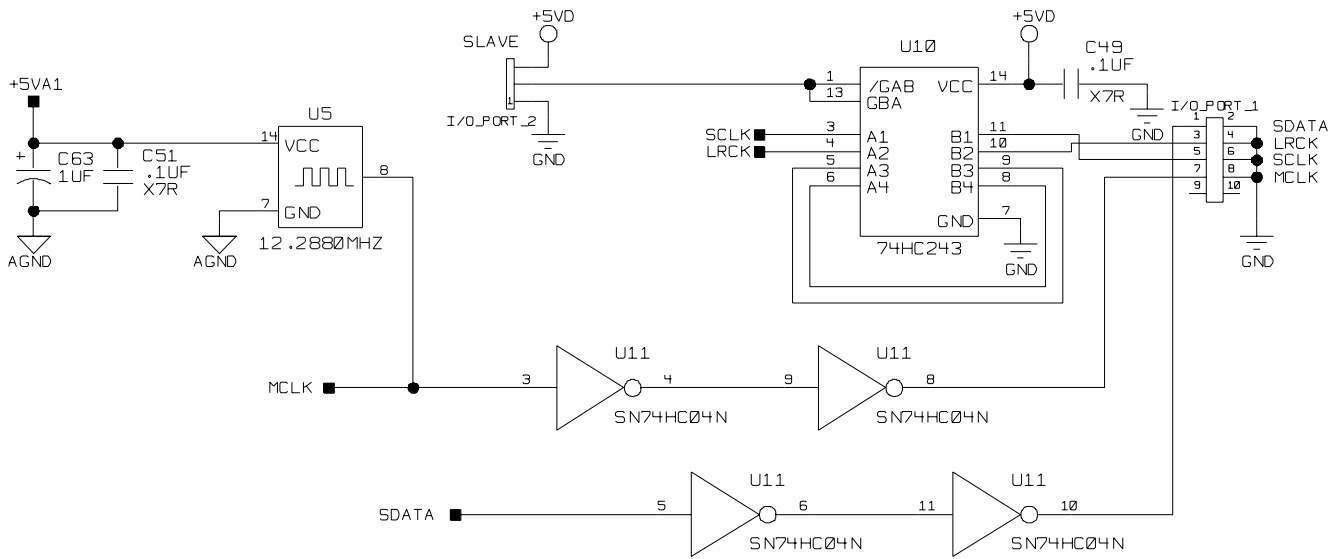 +5VA1
+
C63
1UF
C51
.1UF
X7R
AGND
U5
14
VCC
8
7
GND
12.2880MHZ
AGND
SLAVE
+5VD
1
I/O_PORT_2
GND
U10
+5VD
C49
.1UF
X7R
GND
1
/GAB
VCC
14
13
GBA
SCLK
3
A1
B1
11
LRCK
4
A2
B2
10
5
A3
B3
9
6
A4
B4
8
GND
7
74HC243
GND
I/O_PORT_1
1
2
SDATA
3
4
LRCK
5
6
SCLK
7
8
MCLK
9
10
GND
MCLK
3
U11
4
SN74HC04N
9
U11
8
SN74HC04N
SDATA
5
U11
6
SN74HC04N
11
U11
10
SN74HC04N